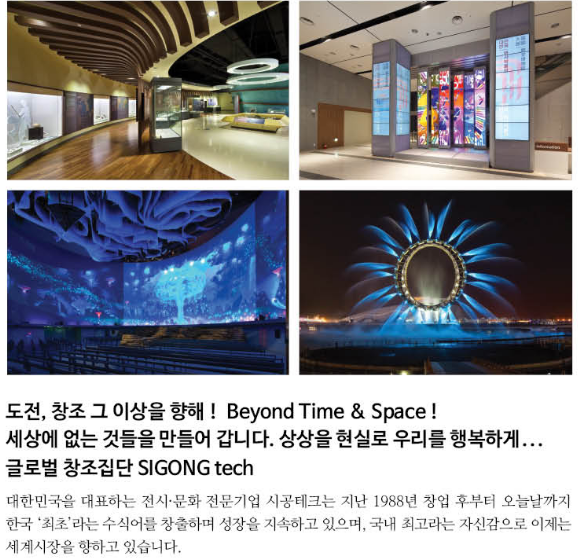 도전, 창조 그 이상을 향해 ! Beyond Time & Space !
세상에 없는 것들을 만들어 갑니다. 상상을 현실로 우리를 행복하게...
글로벌 창조집단 SIGONG tech
대한민국을 대표하는 전시·문화 전문기업 시공테크는 지난 1988년 창업 후부터 오늘날까지
한국 ‘최초’라는 수식어를 창출하며 성장을 지속하고 있으며, 국내 최고라는 자신감으로 이제는
세계시장을 향하고 있습니다.